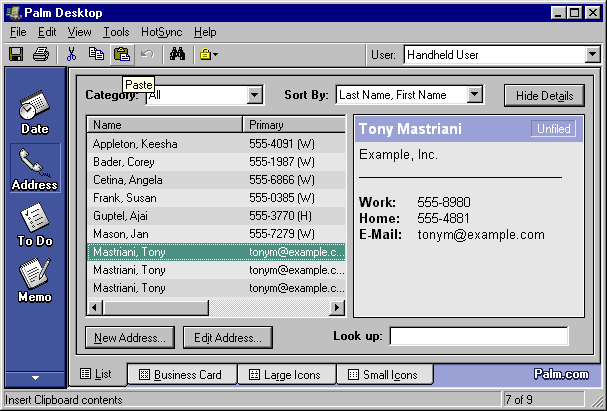 Palm Desktop
File Edit View Tools HotSync Help
User: Handheld User
Paste
Category: All Sort By: Last Name, First Name Hide Details
Date
Address
To Do
Memo
Name Primary
Appleton, Keesha 555-4091 (W)
Bader, Corey 555-1987 (W)
Cetina, Angela 555-6866 (W)
Frank, Susan 555-0385 (W)
Guptel, Ajai 555-3770 (H)
Mason, Jan 555-7279 (W)
Mastriani, Tony tonym@example.c...
Mastriani, Tony tonym@example.c...
Mastriani, Tony tonym@example.c...
Tony Mastriani Unfiled
Example, Inc.
Work: 555-8980
Home: 555-4881
E-Mail: tonym@example.com
New Address... Edit Address... Look up:
List Business Card Large Icons Small Icons Palm.com
Insert Clipboard contents 7 of 9